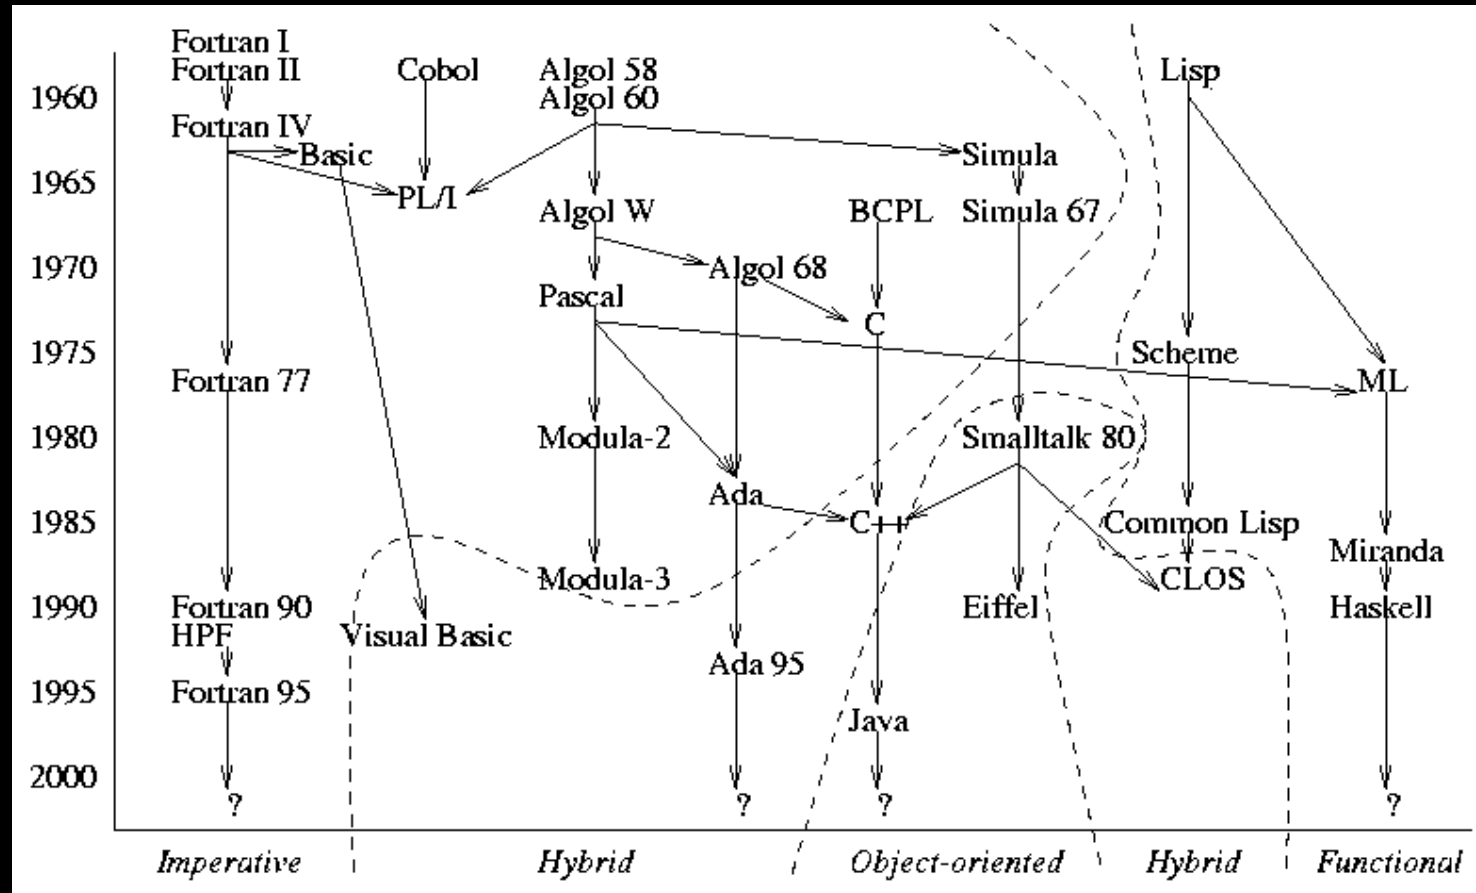 Fortran I
Fortran II Cobol Algol 58 Lisp
1960 Algol 60
Fortran IV
Basic Simula
1965 PL/I
Algol W BCPL Simula 67
1970 Algol 68
Pascal
C
1975 Scheme
Fortran 77 ML
1980 Modula-2 Smalltalk 80
Ada
1985 C++ Common Lisp
Miranda
Modula-3 CLOS
1990 Fortran 90 Eiffel Haskell
HPF Visual Basic
Ada 95
1995 Fortran 95
Java
2000
? ? ? ?
Imperative Hybrid Object-oriented Hybrid Functional